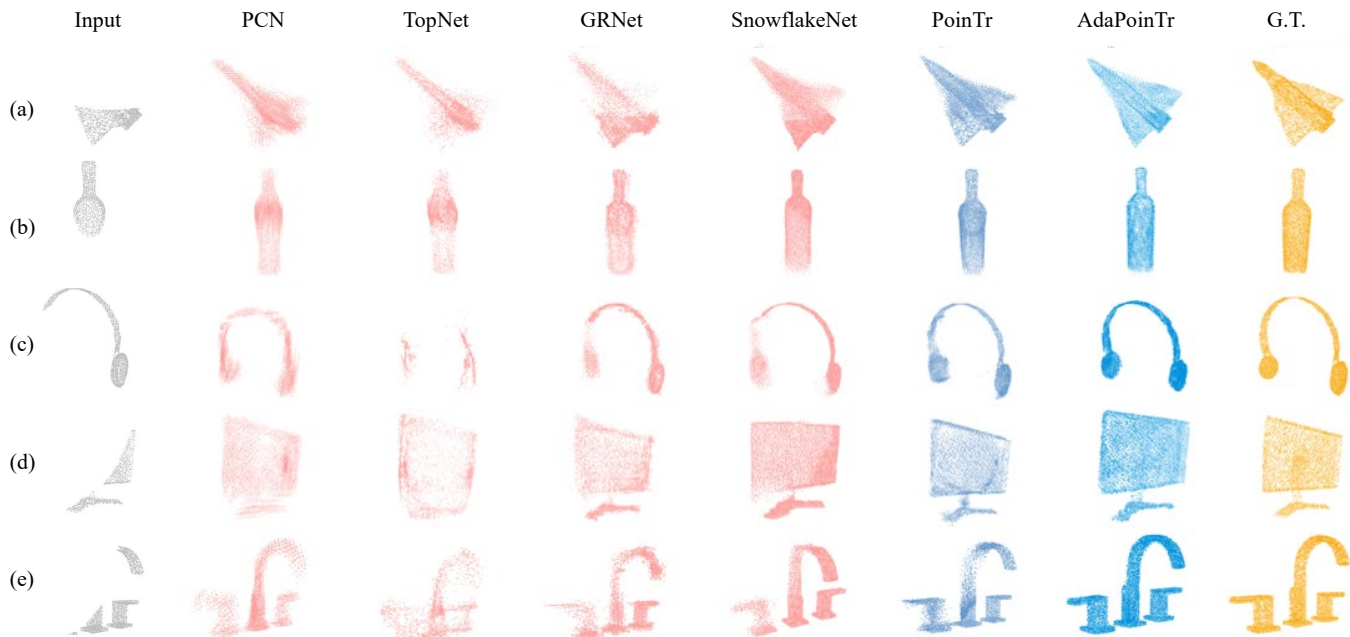 Input PCN TopNet GRNet SnowflakeNet PoinTr AdaPoinTr G.T.
(a)
(b)
(c)
(d)
(e)